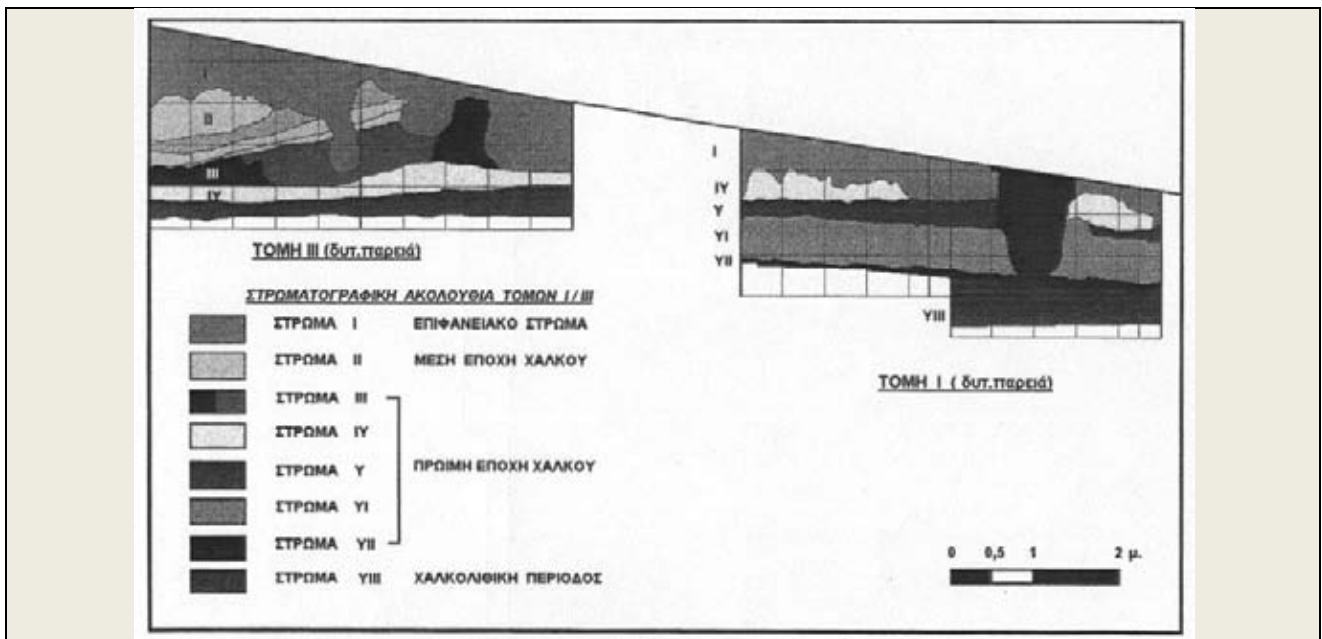 I
II
III
IY
ΤΟΜΗ III (δυτ.παρειά)
I
IY
Y
YI
YII
YIII
ΤΟΜΗ I ( δυτ.παρειά)
ΣΤΡΩΜΑΤΟΓΡΑΦΙΚΗ ΑΚΟΛΟΥΘΙΑ ΤΟΜΩΝ I / III
ΣΤΡΩΜΑ I ΕΠΙΦΑΝΕΙΑΚΟ ΣΤΡΩΜΑ
ΣΤΡΩΜΑ II ΜΕΣΗ ΕΠΟΧΗ ΧΑΛΚΟΥ
ΣΤΡΩΜΑ III
ΣΤΡΩΜΑ IY
ΣΤΡΩΜΑ Y ΠΡΩΙΜΗ ΕΠΟΧΗ ΧΑΛΚΟΥ
ΣΤΡΩΜΑ YI
ΣΤΡΩΜΑ YII
ΣΤΡΩΜΑ YIII ΧΑΛΚΟΛΙΘΙΚΗ ΠΕΡΙΟΔΟΣ
0 0,5 1 2 μ.